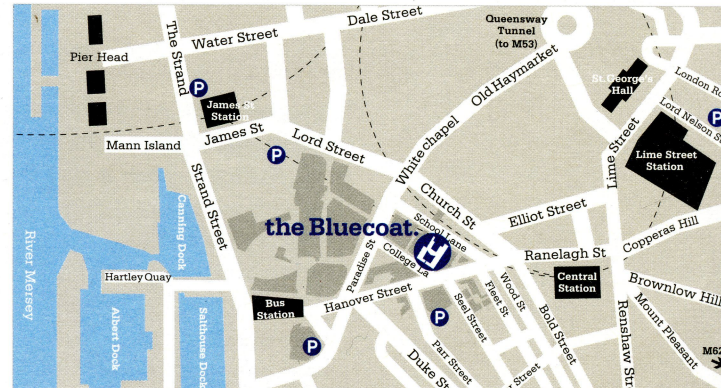 Dale Street
Queensway
Tunnel
(to M53)
Water Street
The Strand
Pier Head
Old Haymarket
St. George's
Hall
London Ro
Lord Nelson St
P
James St
Station
P
James St
Mann Island
Lord Street
P
Whitechapel
Lime Street
Lime Street
Station
Church St
Strand Street
Canning Dock
the Bluecoat.
School Lane
Elliot Street
College La
Paradise St
Ranelagh St
Copperas Hill
River Mersey
Hartley Quay
Central
Station
Brownlow Hill
Bus
Station
Hanover Street
Wood St
Fleet St
Bold Street
Seel Street
Renshaw St
Mount Pleasant
Albert Dock
Salthouse Dock
P
P
Parr Street
Duke St
Street
M62